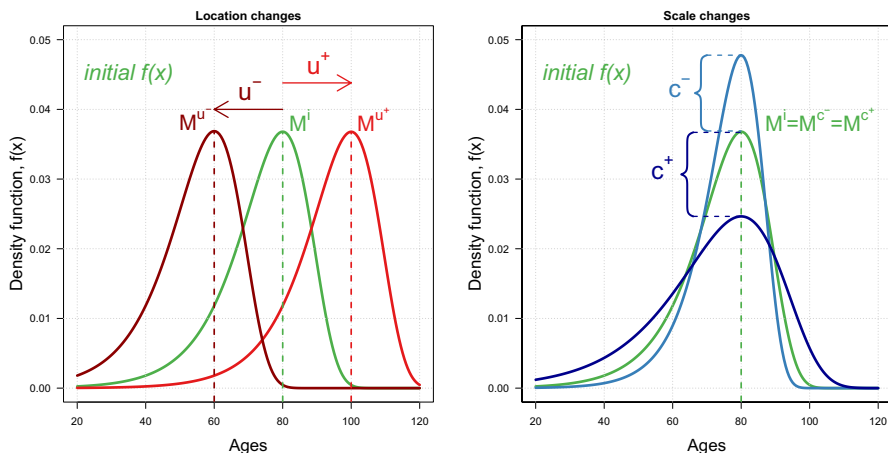 Location changes
0.05
0.04
0.03
0.02
0.01
0.00
Density function, f(x)
initial f(x)
u⁺
u⁻
Mᵘ⁻
Mⁱ
Mᵘ⁺
20 40 60 80 100 120
Ages
Scale changes
0.05
0.04
0.03
0.02
0.01
0.00
Density function, f(x)
initial f(x)
c⁻
Mⁱ=Mᶜ⁻=Mᶜ⁺
c⁺
20 40 60 80 100 120
Ages